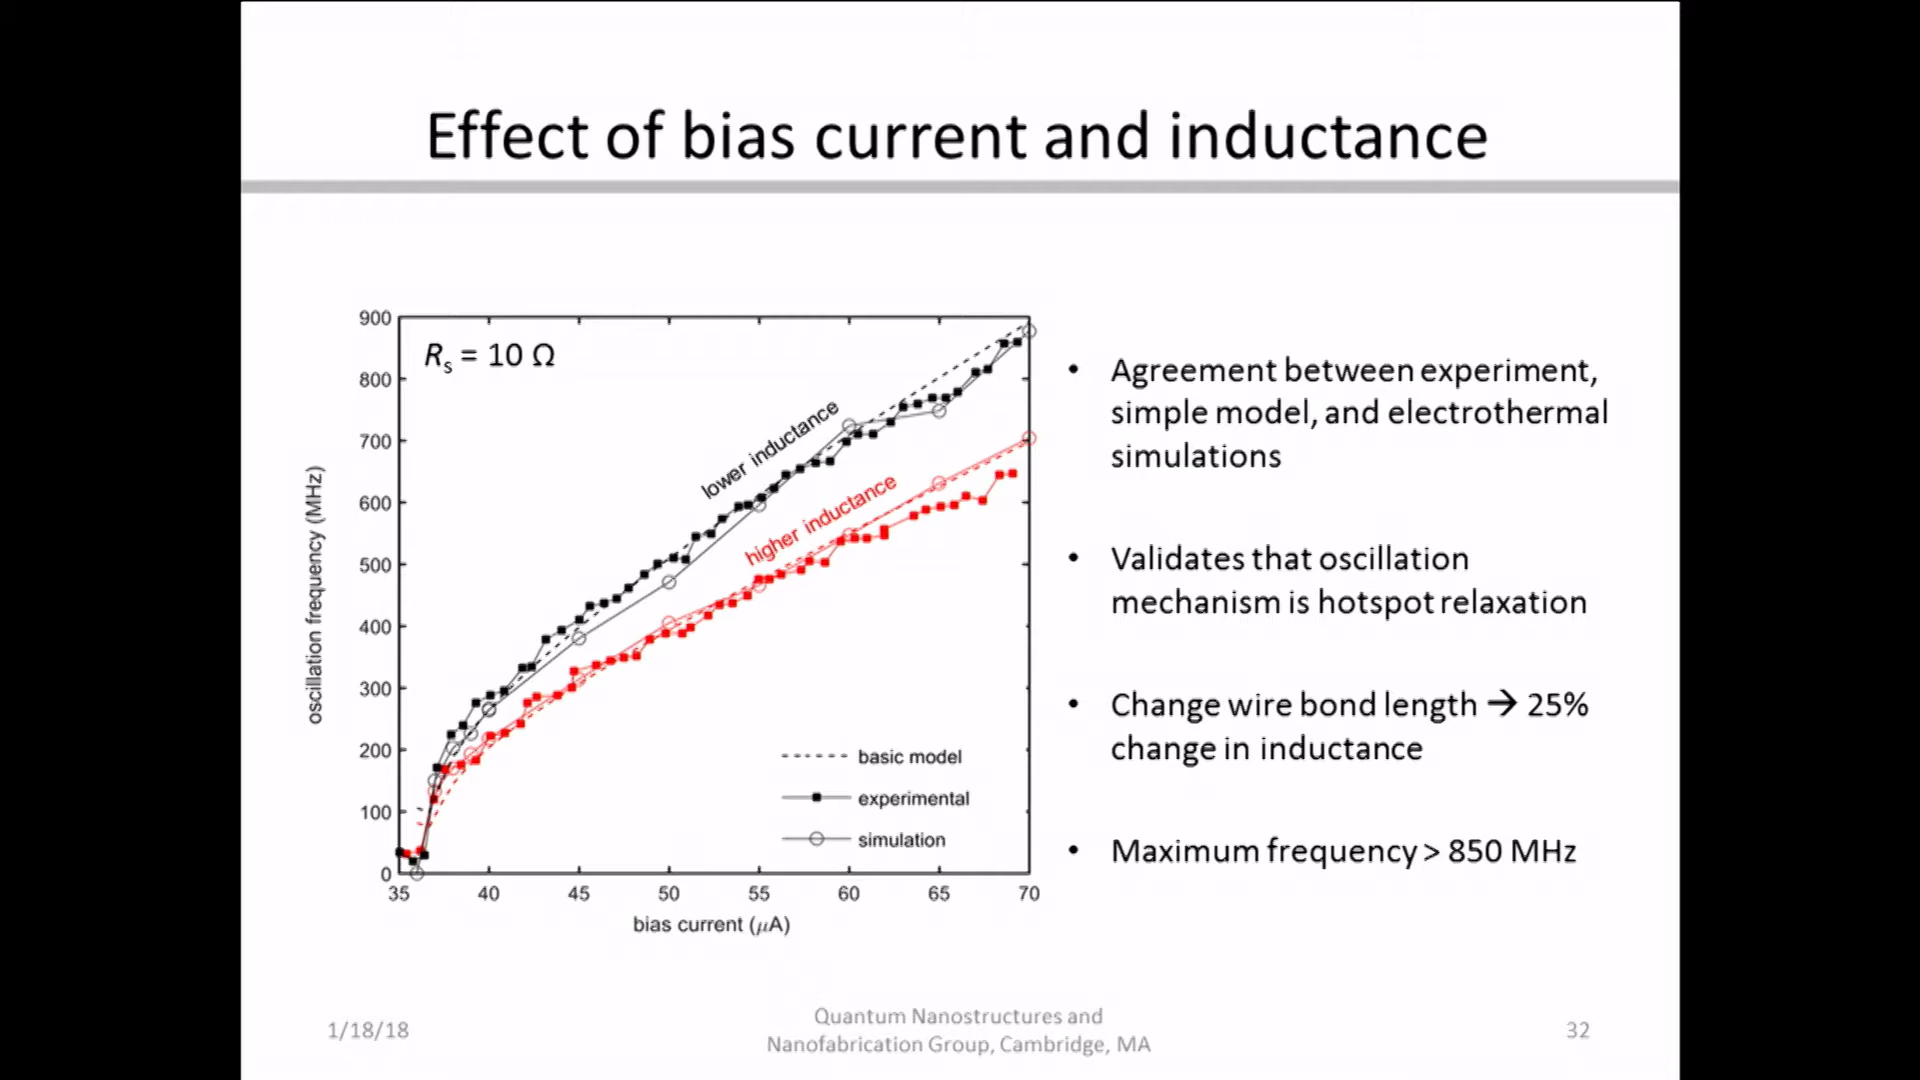 Effect of bias current and inductance
R_s = 10 Ω
900
800
700
600
500
400
300
200
100
0
oscillation frequency (MHz)
lower inductance
higher inductance
basic model
experimental
simulation
35 40 45 50 55 60 65 70
bias current (μA)
• Agreement between experiment,
simple model, and electrothermal
simulations
• Validates that oscillation
mechanism is hotspot relaxation
• Change wire bond length → 25%
change in inductance
• Maximum frequency > 850 MHz
1/18/18
Quantum Nanostructures and
Nanofabrication Group, Cambridge, MA
32